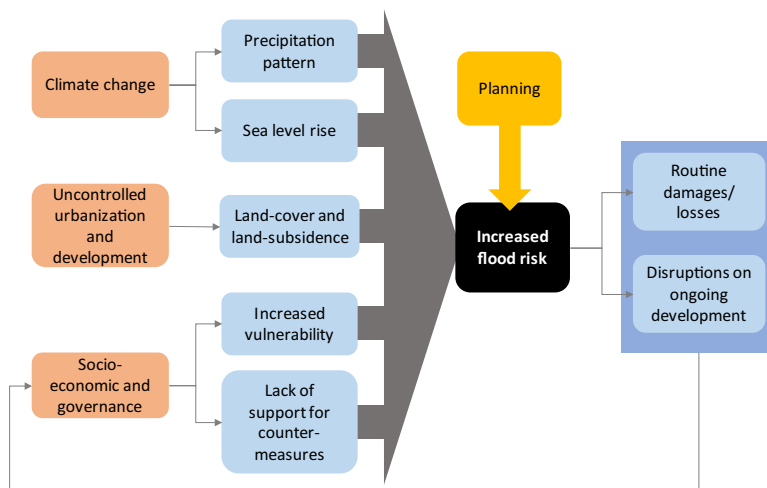 Climate change
Precipitation
pattern
Sea level rise
Uncontrolled
urbanization
and
development
Land-cover and
land-subsidence
Socio-
economic and
governance
Increased
vulnerability
Lack of
support for
counter-
measures
Planning
Increased
flood risk
Routine
damages/
losses
Disruptions on
ongoing
development